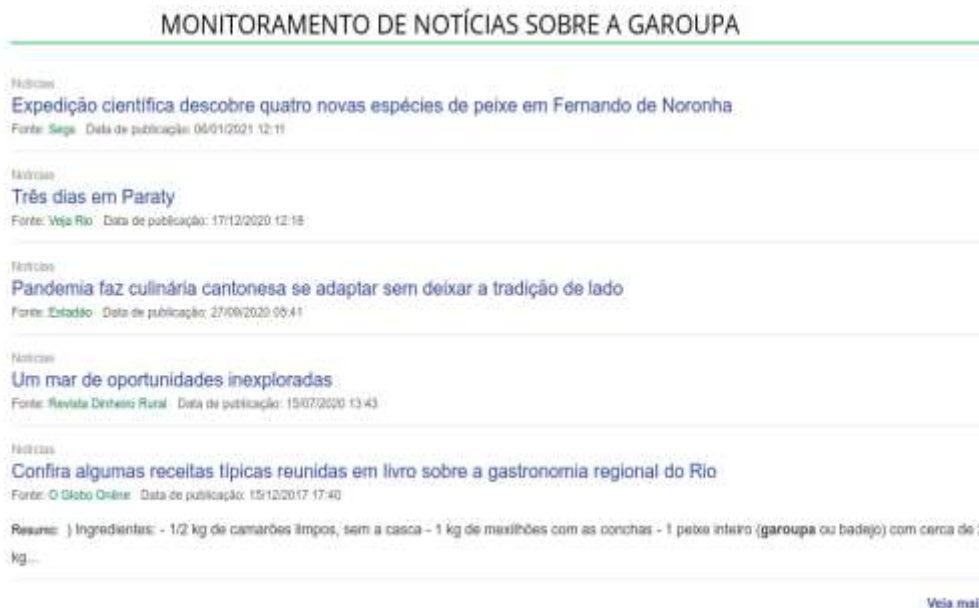 MONITORAMENTO DE NOTÍCIAS SOBRE A GAROUPA
Notícias
Expedição científica descobre quatro novas espécies de peixe em Fernando de Noronha
Fonte: Segs Data de publicação: 06/01/2021 12:11
Notícias
Três dias em Paraty
Fonte: Veja Rio Data de publicação: 17/12/2020 12:18
Notícias
Pandemia faz culinária cantonesa se adaptar sem deixar a tradição de lado
Fonte: Estadão Data de publicação: 27/09/2020 05:41
Notícias
Um mar de oportunidades inexploradas
Fonte: Revista Dinheiro Rural Data de publicação: 15/07/2020 13:43
Notícias
Confira algumas receitas típicas reunidas em livro sobre a gastronomia regional do Rio
Fonte: O Globo Online Data de publicação: 15/12/2017 17:40
Resumo: ) Ingredientes: - 1/2 kg de camarões limpos, sem a casca - 1 kg de mexilhões com as conchas - 1 peixe inteiro (garoupa ou badejo) com cerca de
kg...
Veja mai